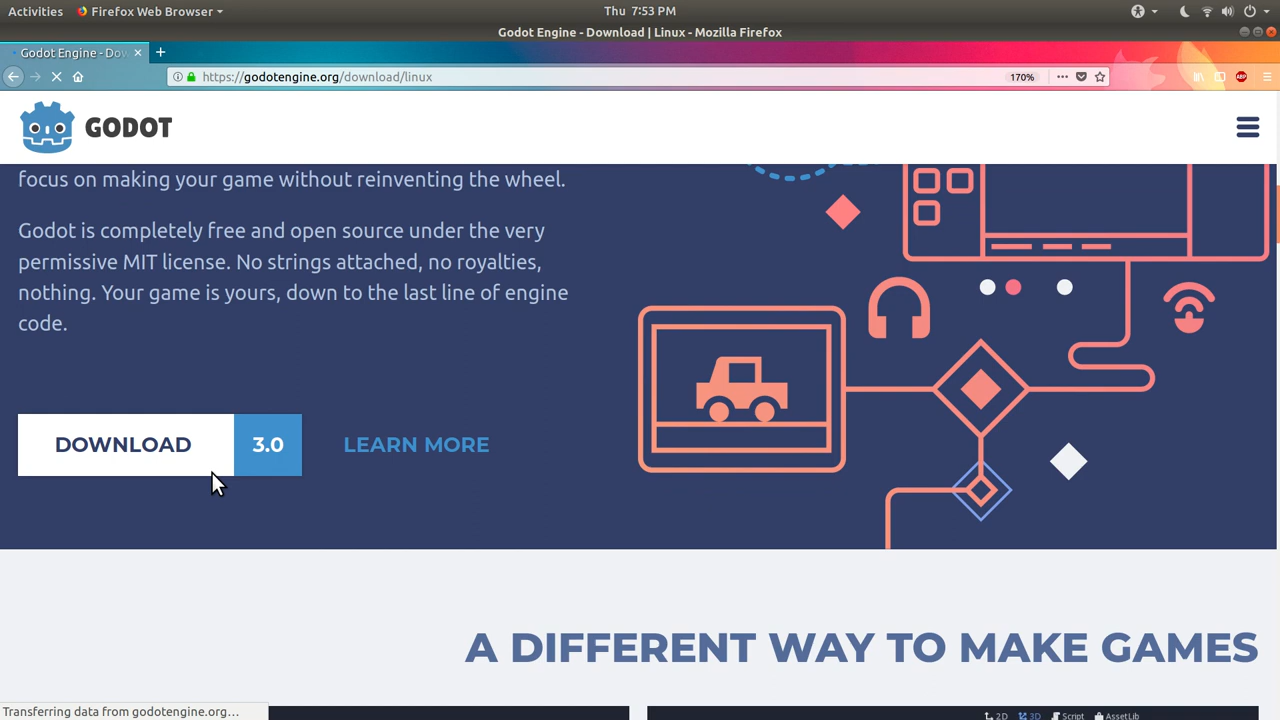 Activities Firefox Web Browser Thu 7:53 PM
Godot Engine - Download | Linux - Mozilla Firefox
Godot Engine - Dow
https://godotengine.org/download/linux 170%
ABP
GODOT
focus on making your game without reinventing the wheel.
Godot is completely free and open source under the very
permissive MIT license. No strings attached, no royalties,
nothing. Your game is yours, down to the last line of engine
code.
DOWNLOAD 3.0 LEARN MORE
A DIFFERENT WAY TO MAKE GAMES
Transferring data from godotengine.org…
2D 3D Script AssetLib